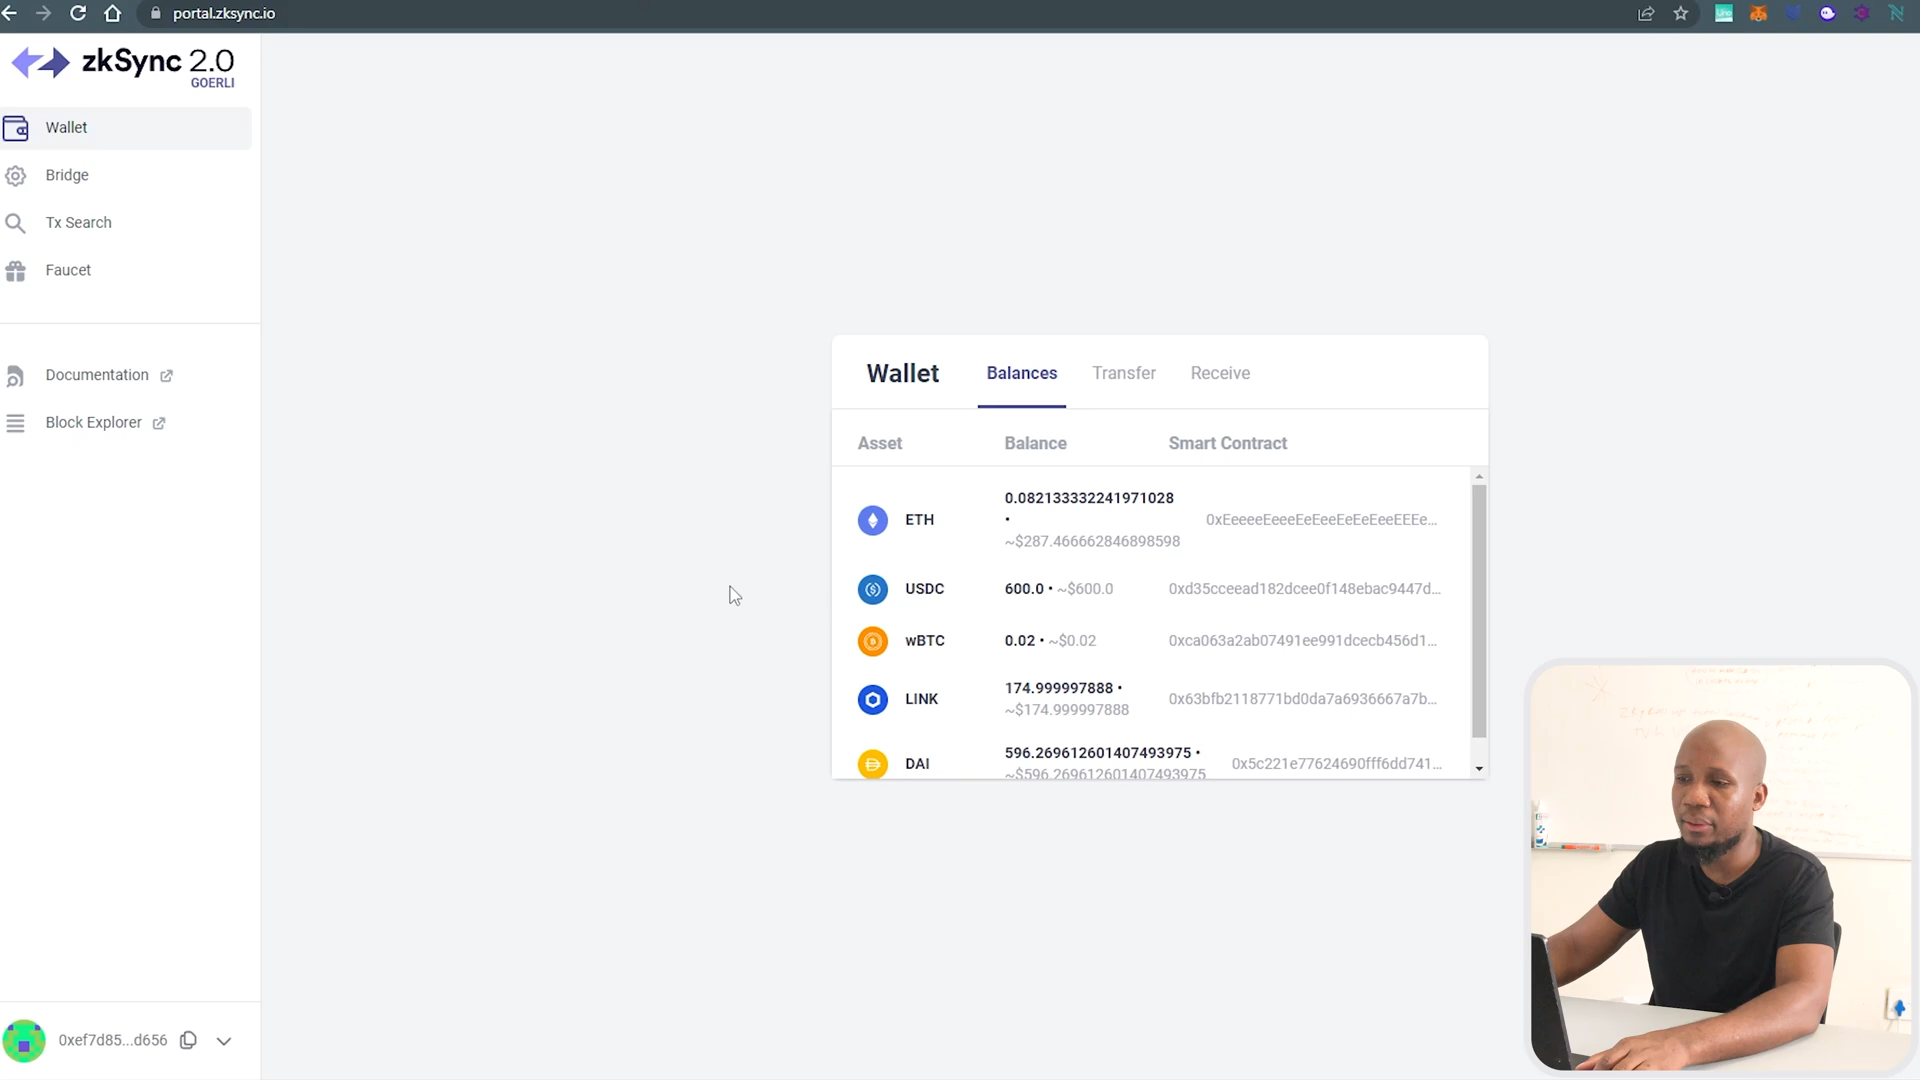 portal.zksync.io
zkSync 2.0
GOERLI
Wallet
Bridge
Tx Search
Faucet
Documentation
Block Explorer
0xef7d85...d656
Wallet Balances Transfer Receive
Asset Balance Smart Contract
ETH 0.082133332241971028 • ~$287.466662846898598 0xEeeeeEeeeEeEeeEeEeEeeEEEe...
USDC 600.0 • ~$600.0 0xd35cceead182dcee0f148ebac9447d...
wBTC 0.02 • ~$0.02 0xca063a2ab07491ee991dcecb456d1...
LINK 174.999997888 • ~$174.999997888 0x63bfb2118771bd0da7a6936667a7b...
DAI 596.269612601407493975 • ~$596.269612601407493975 0x5c221e77624690fff6dd741...